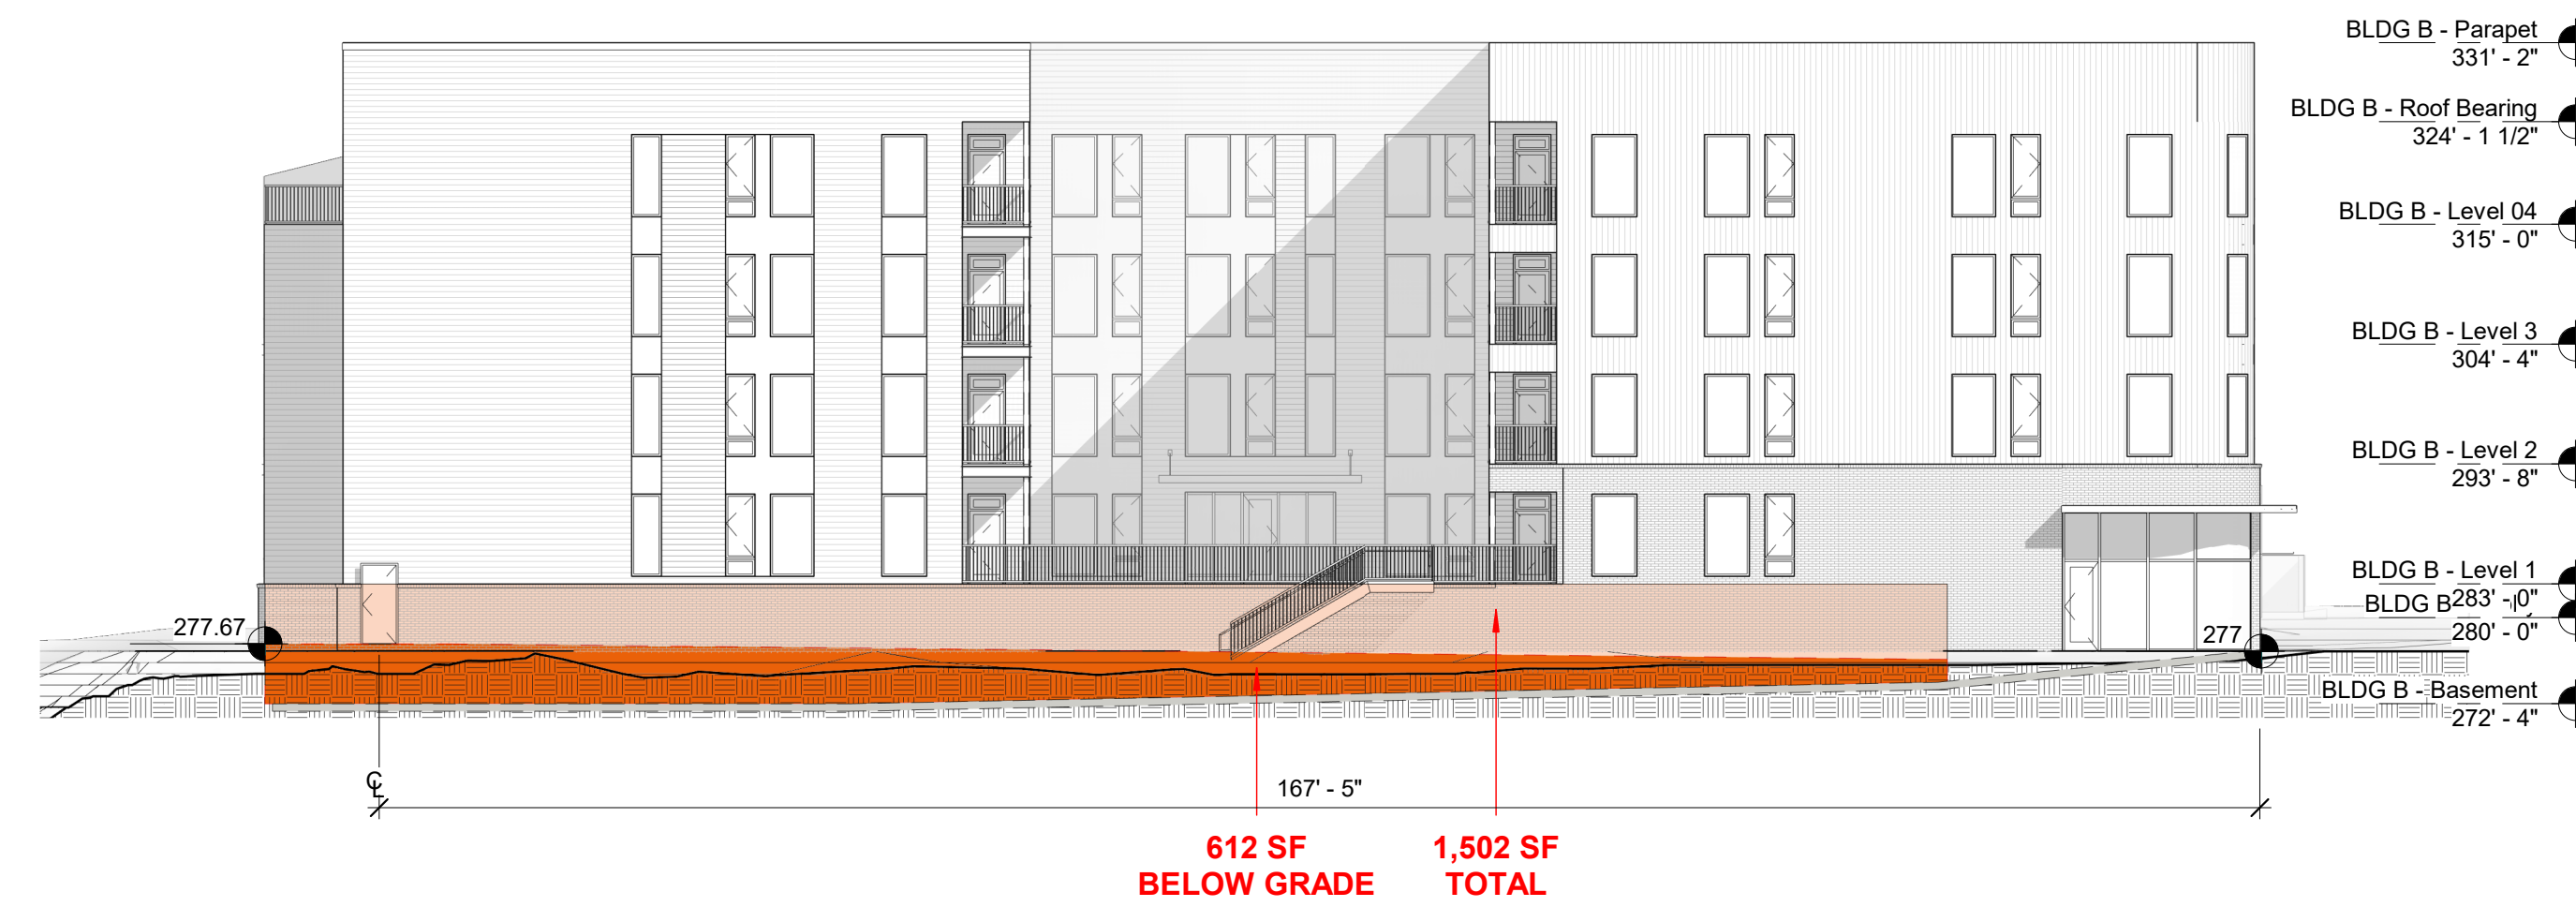 BLDG B - Parapet
331' - 2"
BLDG B - Roof Bearing
324' - 1 1/2"
BLDG B - Level 04
315' - 0"
BLDG B - Level 3
304' - 4"
BLDG B - Level 2
293' - 8"
BLDG B - Level 1
283' - 0"
BLDG B
280' - 0"
277.67
277
BLDG B - Basement
272' - 4"
CL
167' - 5"
612 SF
BELOW GRADE
1,502 SF
TOTAL